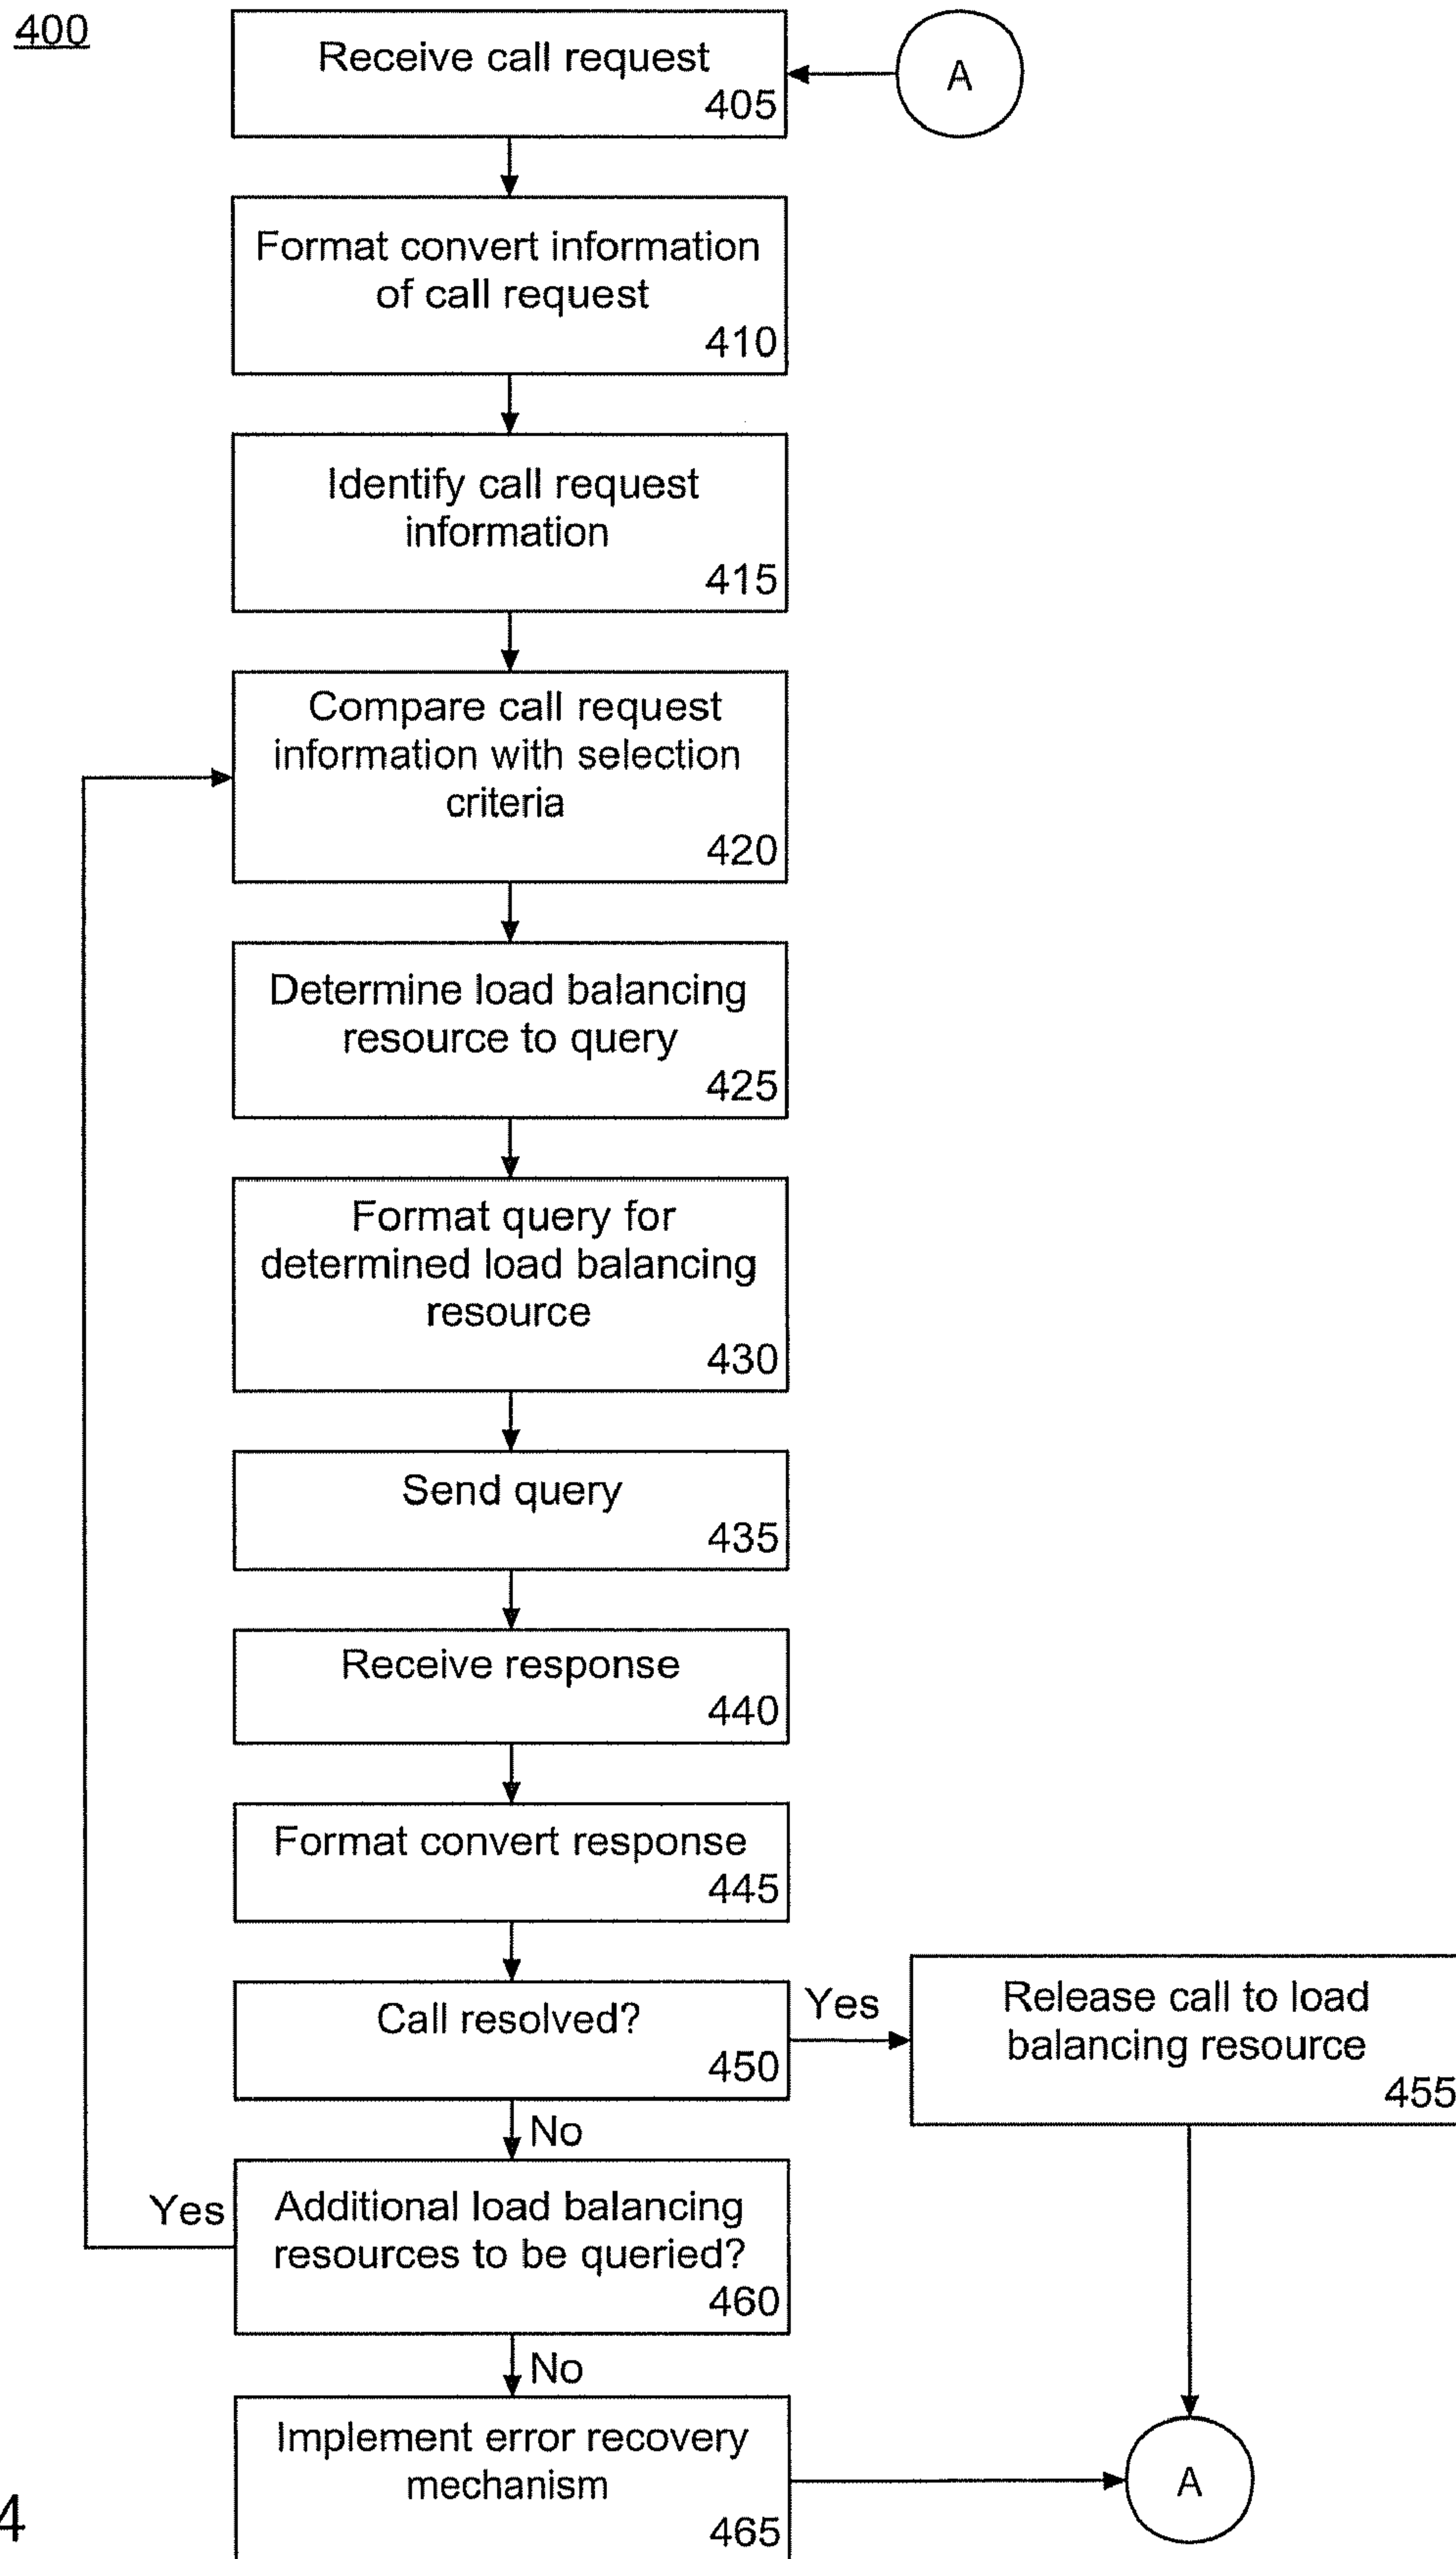 400
Receive call request
405
A
Format convert information
of call request
410
Identify call request
information
415
Compare call request
information with selection
criteria
420
Determine load balancing
resource to query
425
Format query for
determined load balancing
resource
430
Send query
435
Receive response
440
Format convert response
445
Call resolved?
450
Yes
Release call to load
balancing resource
455
No
Yes
Additional load balancing
resources to be queried?
460
No
Implement error recovery
mechanism
465
A
4